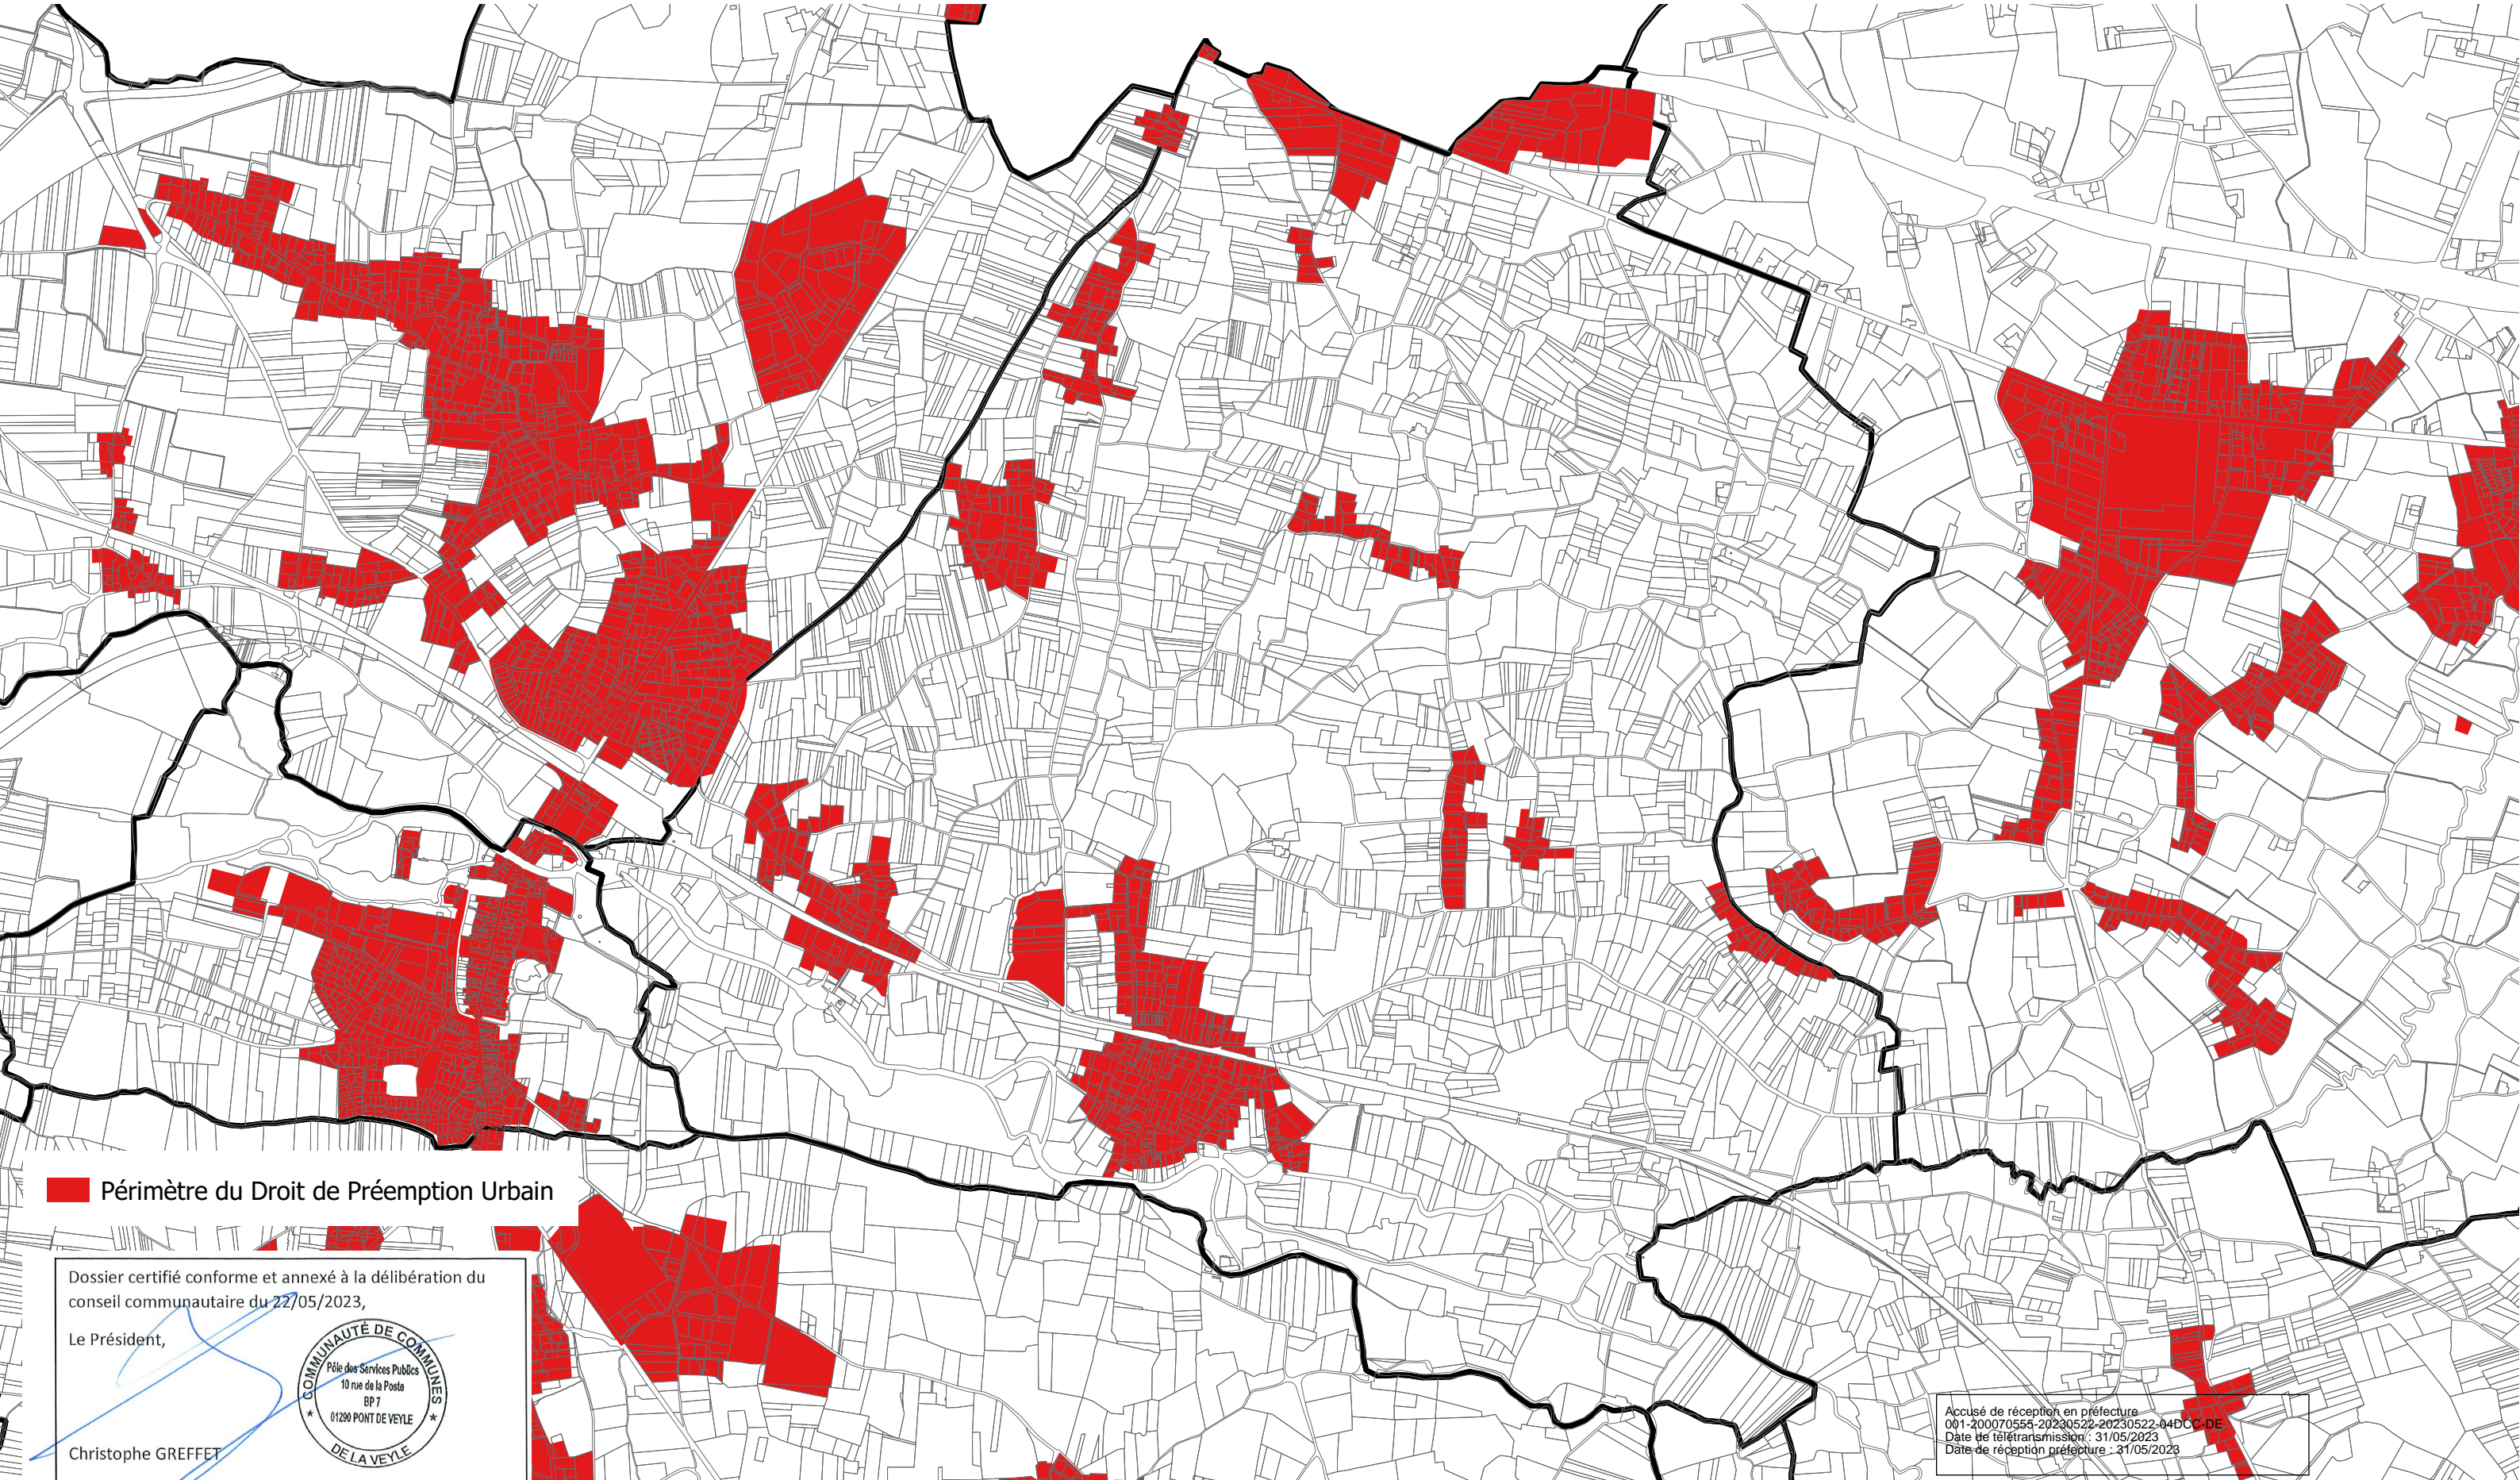 Périmètre du Droit de Préemption Urbain
Dossier certifié conforme et annexé à la délibération du
conseil communautaire du 22/05/2023,
Le Président,
COMMUNAUTÉ DE COMMUNES
Pôle des Services Publics
10 rue de la Poste
BP 7
01290 PONT DE VEYLE
DE LA VEYLE
Christophe GREFFET
Accusé de réception en préfecture
001-200070555-20230522-20230522-04DCC-DE
Date de télétransmission : 31/05/2023
Date de réception préfecture : 31/05/2023